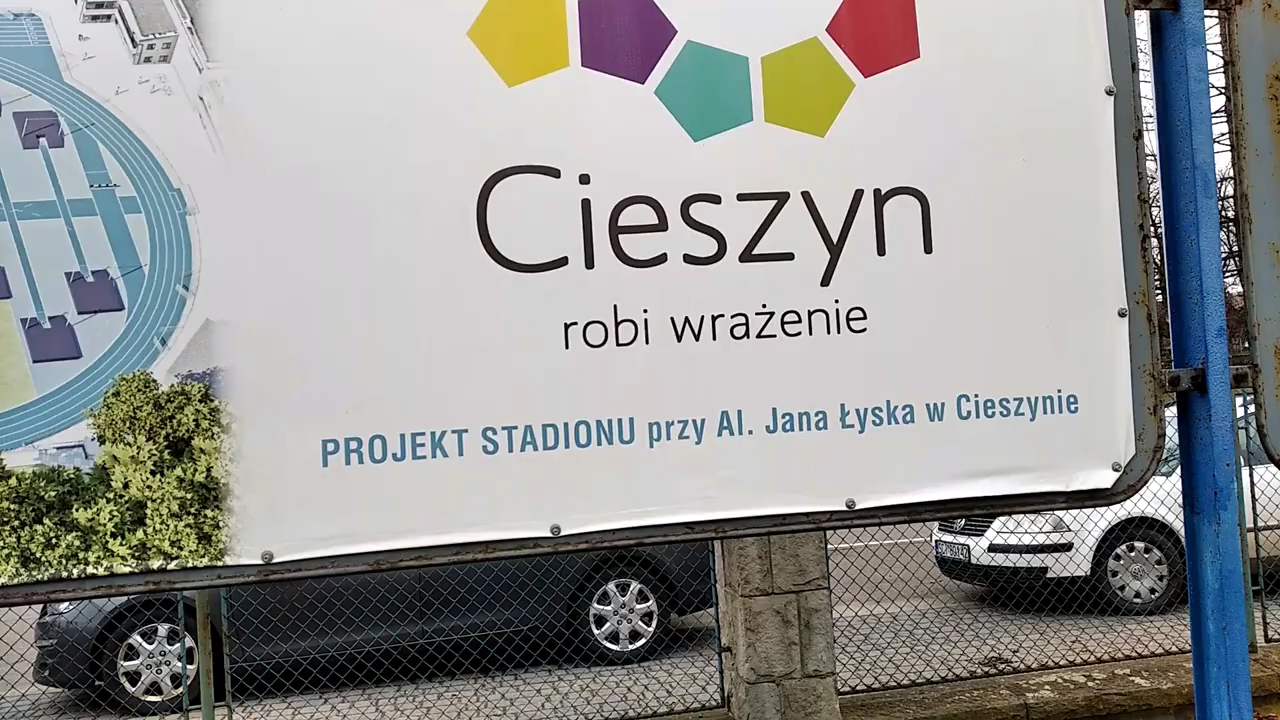 Cieszyn
robi wrażenie
PROJEKT STADIONU przy Al. Jana Łyska w Cieszynie